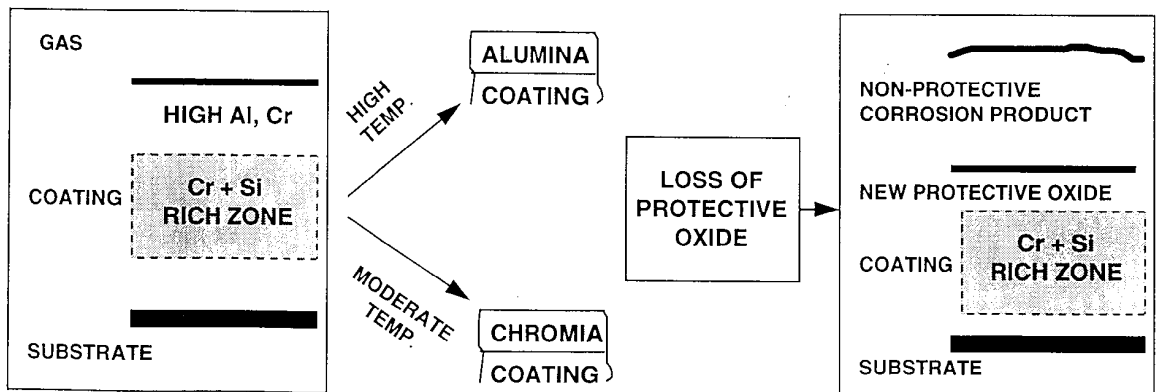 GAS
HIGH Al, Cr
COATING
Cr + Si
RICH ZONE
SUBSTRATE
HIGH
TEMP.
MODERATE
TEMP.
ALUMINA
COATING
CHROMIA
COATING
LOSS OF
PROTECTIVE
OXIDE
NON-PROTECTIVE
CORROSION PRODUCT
NEW PROTECTIVE OXIDE
COATING
Cr + Si
RICH ZONE
SUBSTRATE